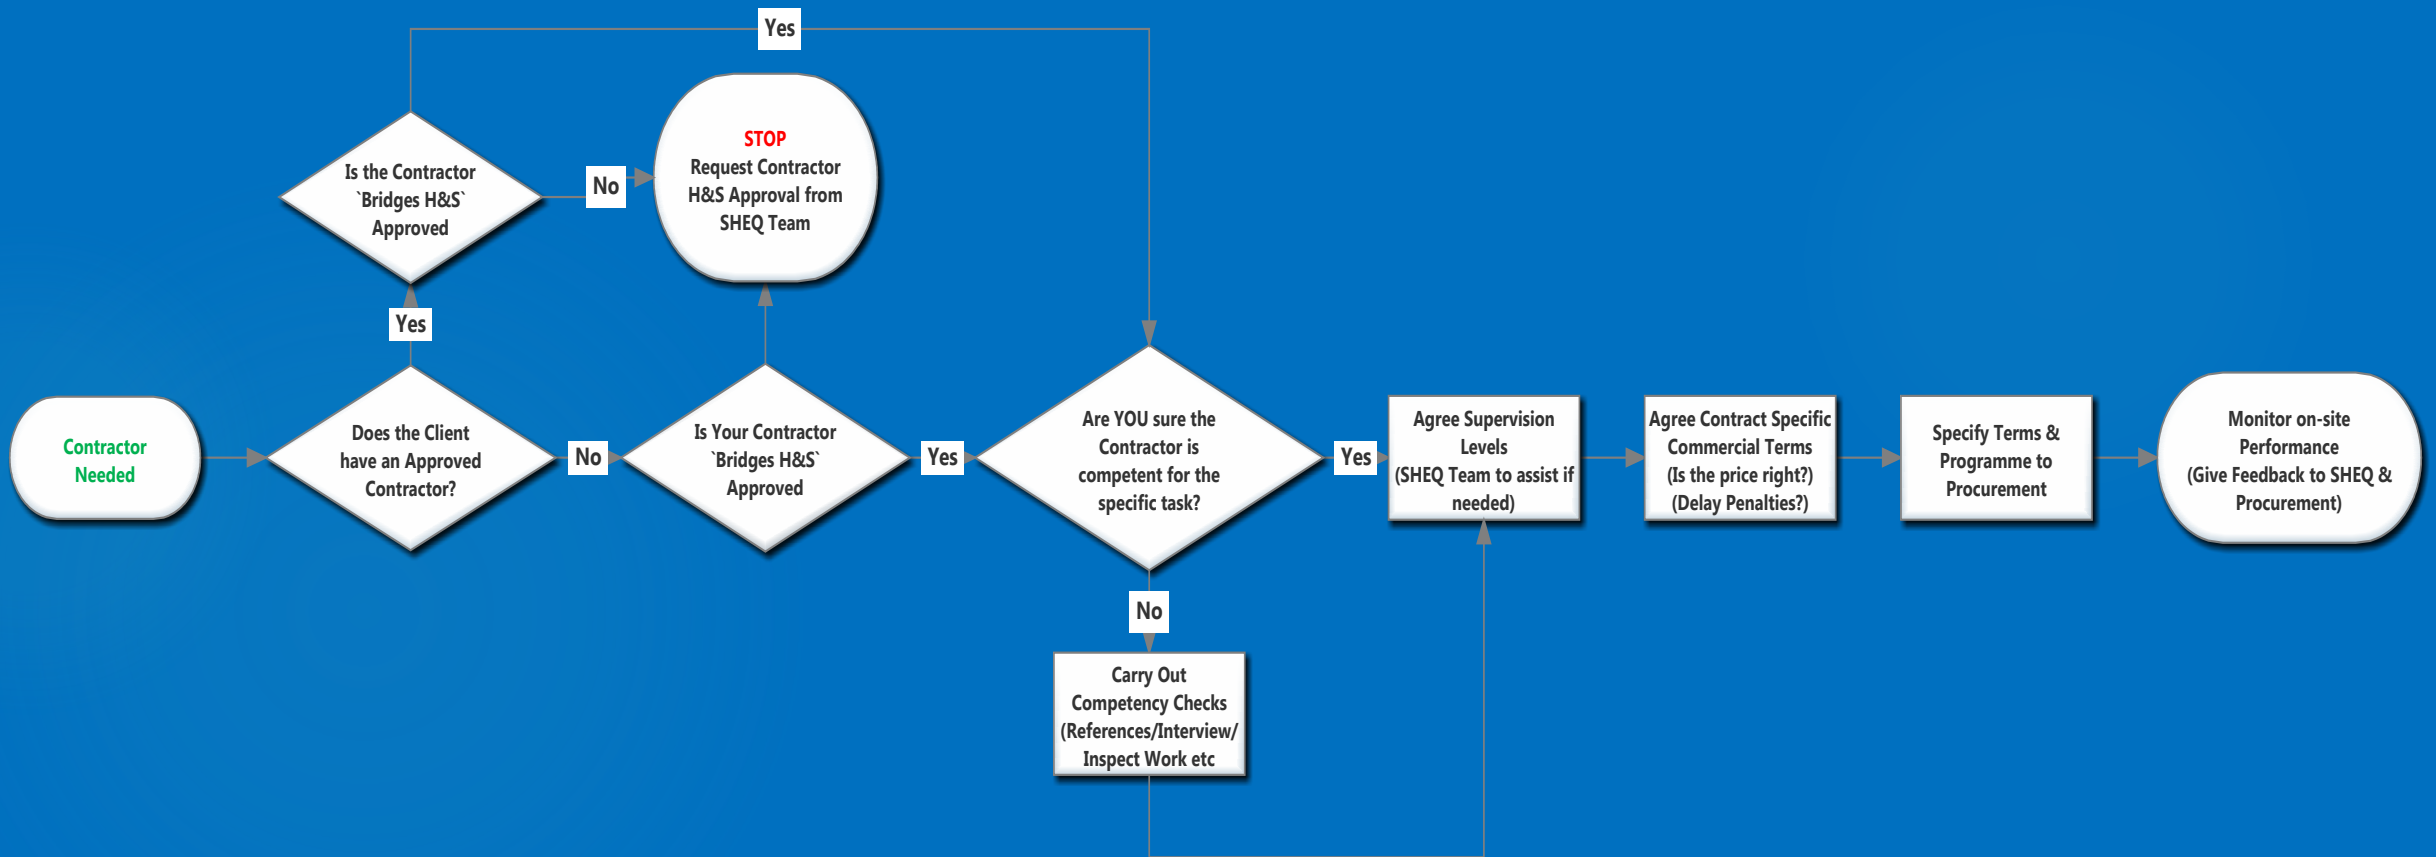 Yes
STOP
Request Contractor
H&S Approval from
SHEQ Team
Is the Contractor
`Bridges H&S`
Approved
No
Yes
Contractor
Needed
Does the Client
have an Approved
Contractor?
No
Is Your Contractor
`Bridges H&S`
Approved
Yes
Are YOU sure the
Contractor is
competent for the
specific task?
Yes
Agree Supervision
Levels
(SHEQ Team to assist if
needed)
Agree Contract Specific
Commercial Terms
(Is the price right?)
(Delay Penalties?)
Specify Terms &
Programme to
Procurement
Monitor on-site
Performance
(Give Feedback to SHEQ &
Procurement)
No
Carry Out
Competency Checks
(References/Interview/
Inspect Work etc